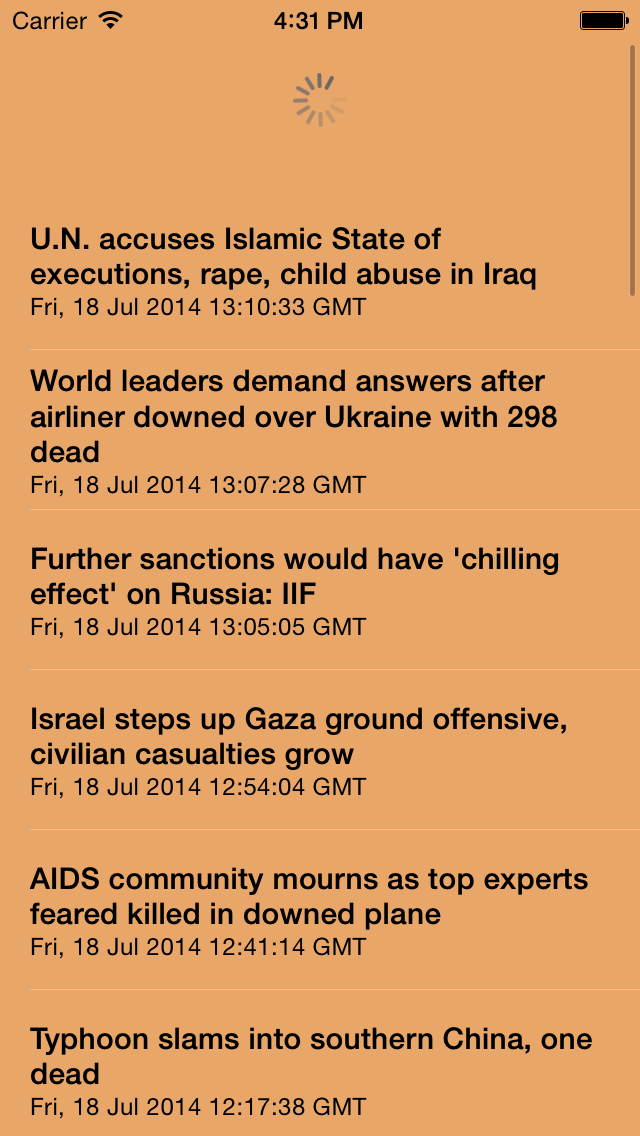 Carrier 4:31 PM
U.N. accuses Islamic State of
executions, rape, child abuse in Iraq
Fri, 18 Jul 2014 13:10:33 GMT
World leaders demand answers after
airliner downed over Ukraine with 298
dead
Fri, 18 Jul 2014 13:07:28 GMT
Further sanctions would have 'chilling
effect' on Russia: IIF
Fri, 18 Jul 2014 13:05:05 GMT
Israel steps up Gaza ground offensive,
civilian casualties grow
Fri, 18 Jul 2014 12:54:04 GMT
AIDS community mourns as top experts
feared killed in downed plane
Fri, 18 Jul 2014 12:41:14 GMT
Typhoon slams into southern China, one
dead
Fri, 18 Jul 2014 12:17:38 GMT